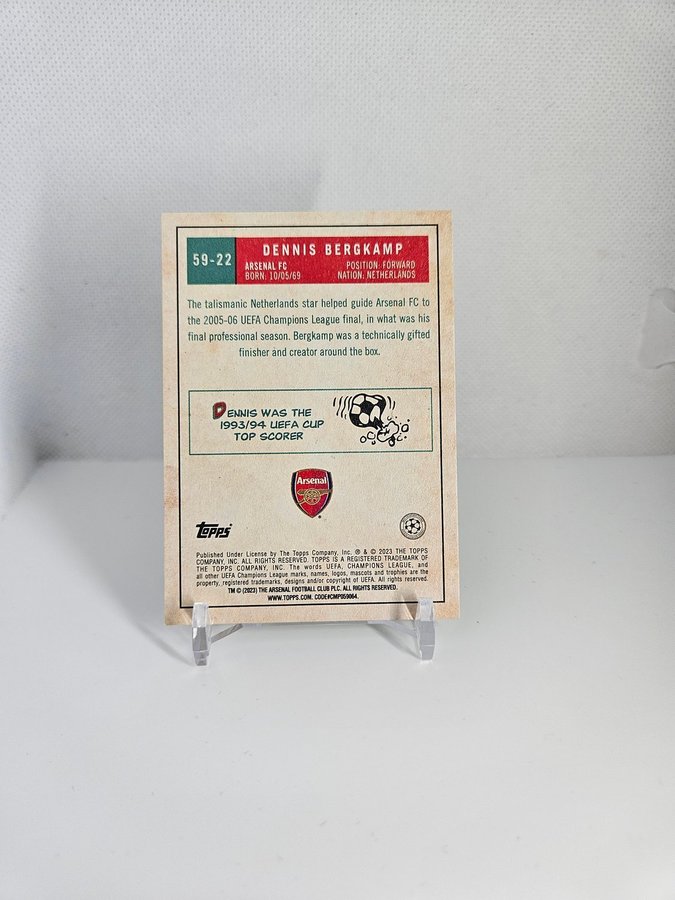 59-22
DENNIS BERGKAMP
ARSENAL FC
POSITION: FORWARD
BORN: 10/05/69
NATION: NETHERLANDS
The talismanic Netherlands star helped guide Arsenal FC to
the 2005-06 UEFA Champions League final, in what was his
final professional season. Bergkamp was a technically gifted
finisher and creator around the box.
DENNIS WAS THE
1993/94 UEFA CUP
TOP SCORER
Arsenal
topps
Published Under License by The Topps Company, Inc. ® & © 2023 THE TOPPS
COMPANY, INC. ALL RIGHTS RESERVED. TOPPS IS A REGISTERED TRADEMARK OF
THE TOPPS COMPANY, INC. The words UEFA, CHAMPIONS LEAGUE, and
all other UEFA Champions League marks, names, logos, mascots and trophies are the
property, registered trademarks, designs and/or copyright of UEFA. All rights reserved.
TM © (2023) THE ARSENAL FOOTBALL CLUB PLC. ALL RIGHTS RESERVED.
WWW.TOPPS.COM. CODE#CMP059064.